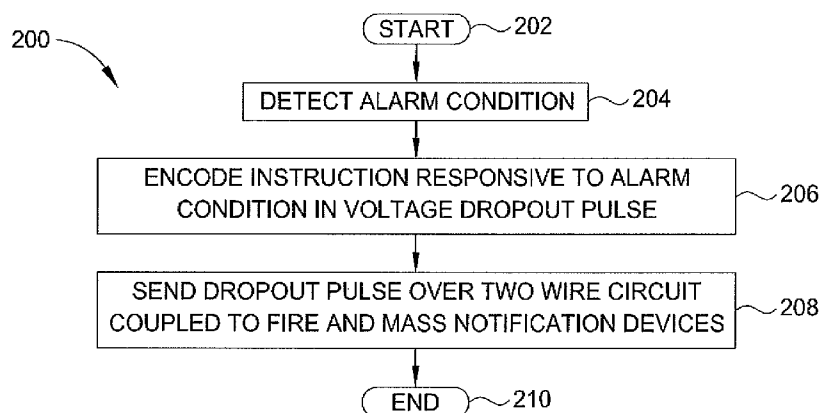 START
202
200
DETECT ALARM CONDITION
204
ENCODE INSTRUCTION RESPONSIVE TO ALARM
CONDITION IN VOLTAGE DROPOUT PULSE
206
SEND DROPOUT PULSE OVER TWO WIRE CIRCUIT
COUPLED TO FIRE AND MASS NOTIFICATION DEVICES
208
END
210